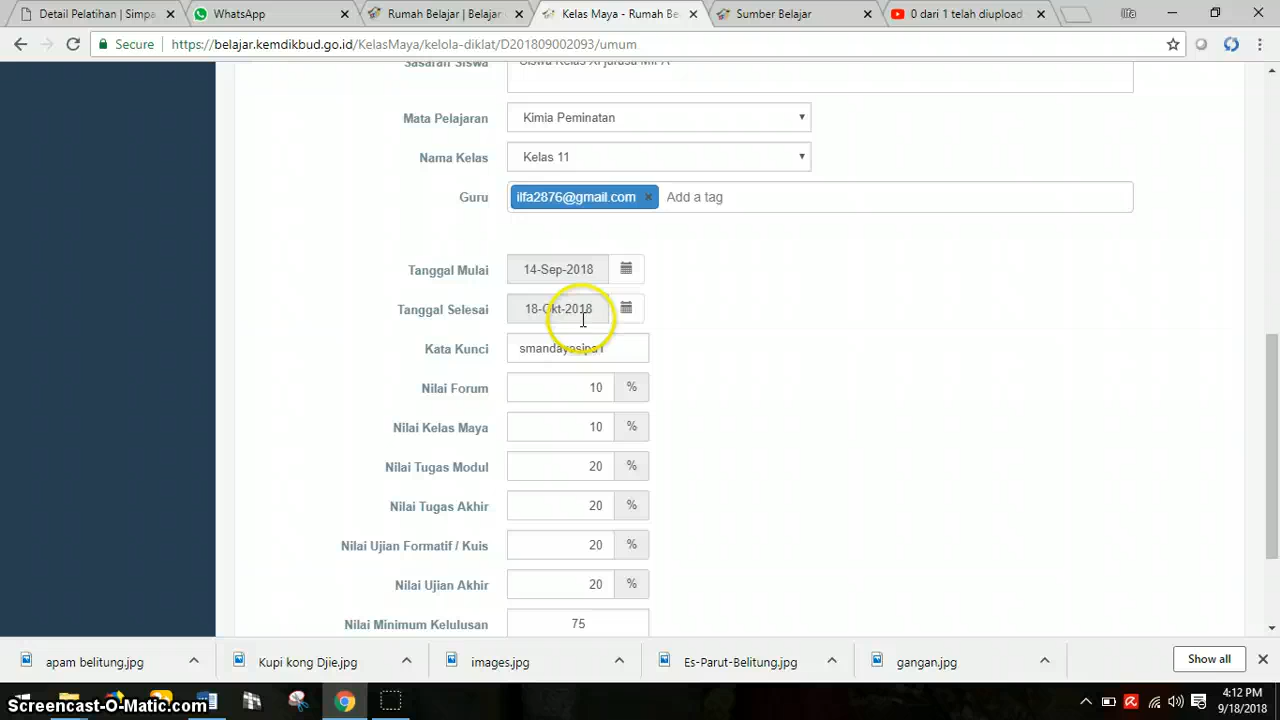 Detail Pelatihan | Simpa
WhatsApp
Rumah Belajar | Belajar
Kelas Maya - Rumah Be
Sumber Belajar
0 dari 1 telah diupload
Secure
https://belajar.kemdikbud.go.id/KelasMaya/kelola-diklat/D201809002093/umum
Sasaran Siswa
Mata Pelajaran
Kimia Peminatan
Nama Kelas
Kelas 11
Guru
ilfa2876@gmail.com ×
Add a tag
Tanggal Mulai
14-Sep-2018
Tanggal Selesai
18-Okt-2018
Kata Kunci
smandayosipa1
Nilai Forum
10 %
Nilai Kelas Maya
10 %
Nilai Tugas Modul
20 %
Nilai Tugas Akhir
20 %
Nilai Ujian Formatif / Kuis
20 %
Nilai Ujian Akhir
20 %
Nilai Minimum Kelulusan
75
apam belitung.jpg
Kupi kong Djie.jpg
images.jpg
Es-Parut-Belitung.jpg
gangan.jpg
Show all
Screencast-O-Matic.com
4:12 PM
9/18/2018